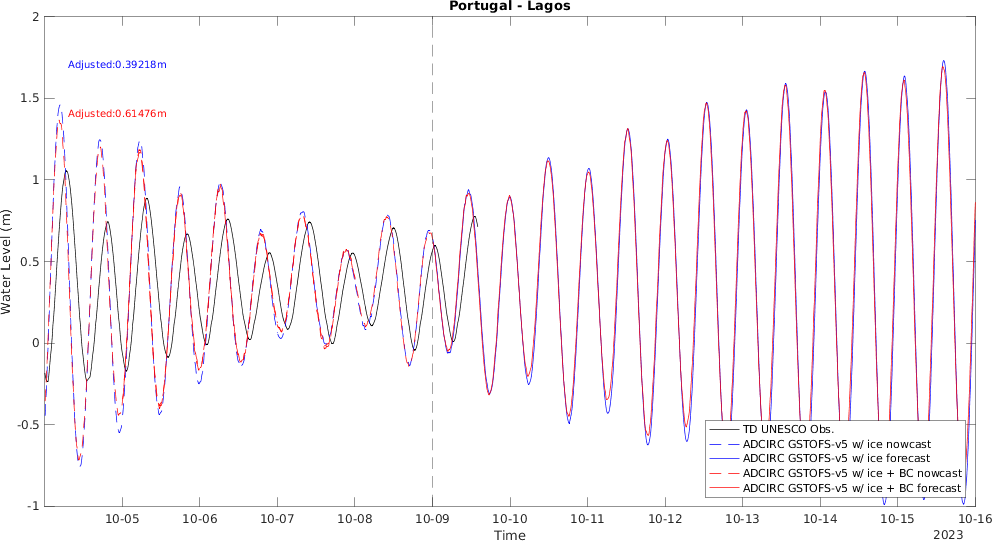 Portugal - Lagos
Adjusted:0.39218m
Adjusted:0.61476m
Water Level (m)
2
1.5
1
0.5
0
-0.5
-1
TD UNESCO Obs.
ADCIRC GSTOFS-v5 w/ ice nowcast
ADCIRC GSTOFS-v5 w/ ice forecast
ADCIRC GSTOFS-v5 w/ ice + BC nowcast
ADCIRC GSTOFS-v5 w/ ice + BC forecast
10-05 10-06 10-07 10-08 10-09 10-10 10-11 10-12 10-13 10-14 10-15 10-16
Time
2023